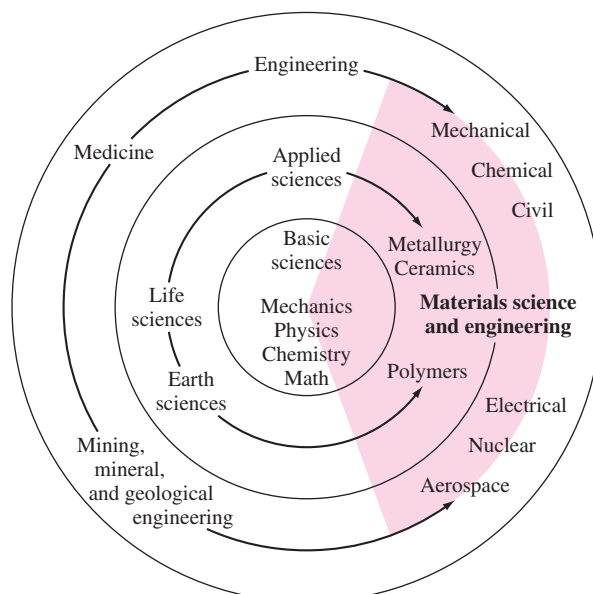 Engineering
Mechanical
Medicine
Chemical
Applied
sciences
Civil
Basic
sciences
Metallurgy
Ceramics
Life
sciences
Mechanics
Physics
Chemistry
Math
Materials science
and engineering
Earth
sciences
Polymers
Electrical
Mining,
mineral,
and geological
engineering
Nuclear
Aerospace